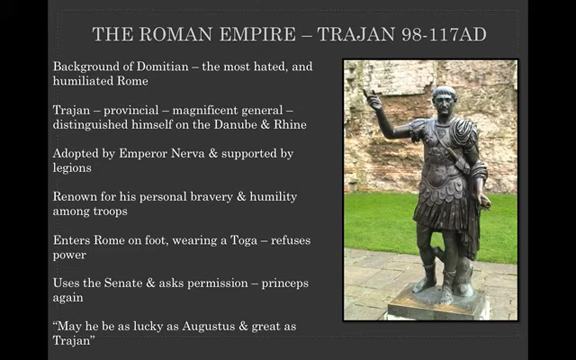 THE ROMAN EMPIRE – TRAJAN 98-117AD
Background of Domitian – the most hated, and
humiliated Rome
Trajan – provincial – magnificent general –
distinguished himself on the Danube & Rhine
Adopted by Emperor Nerva & supported by
legions
Renown for his personal bravery & humility
among troops
Enters Rome on foot, wearing a Toga – refuses
power
Uses the Senate & asks permission – princeps
again
“May he be as lucky as Augustus & great as
Trajan”